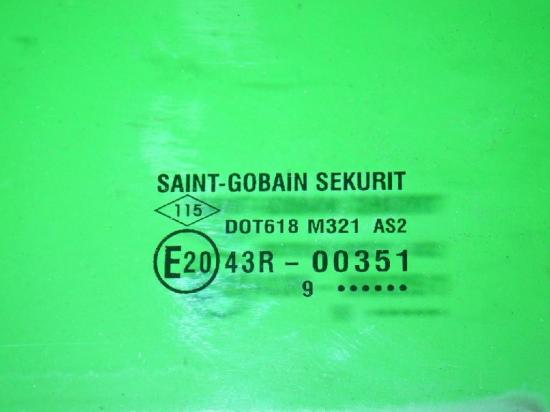 SAINT-GOBAiN SEKURIT
115
DOT618 M321 AS2
E20 43R - 00351
9 ••••••